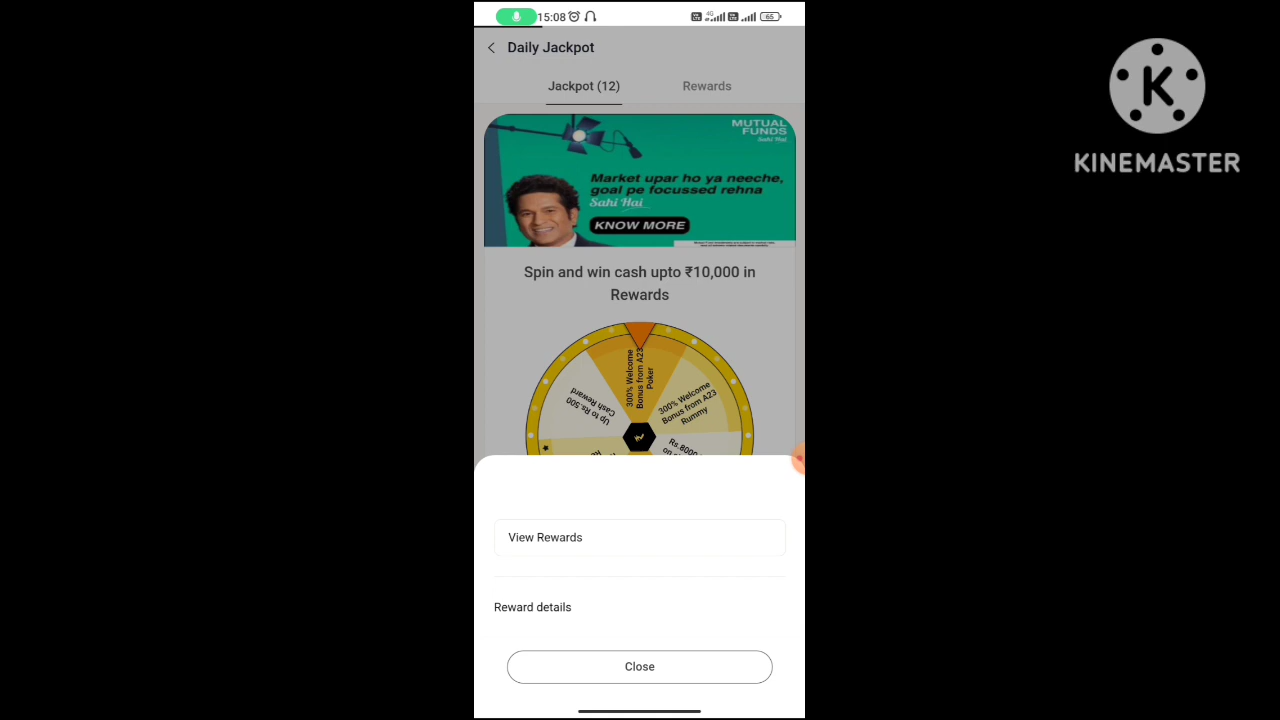 15:08
4G
65
Daily Jackpot
Jackpot (12)
Rewards
MUTUAL
FUNDS
Sahi Hai
Market upar ho ya neeche,
goal pe focussed rehna
Sahi Hai
KNOW MORE
Spin and win cash upto ₹10,000 in
Rewards
300% Welcome
Bonus from A23
Poker
300% Welcome
Bonus from A23
Rummy
Up to Rs.500
Cash Reward
Rs.8000
View Rewards
Reward details
Close
K
KINEMASTER